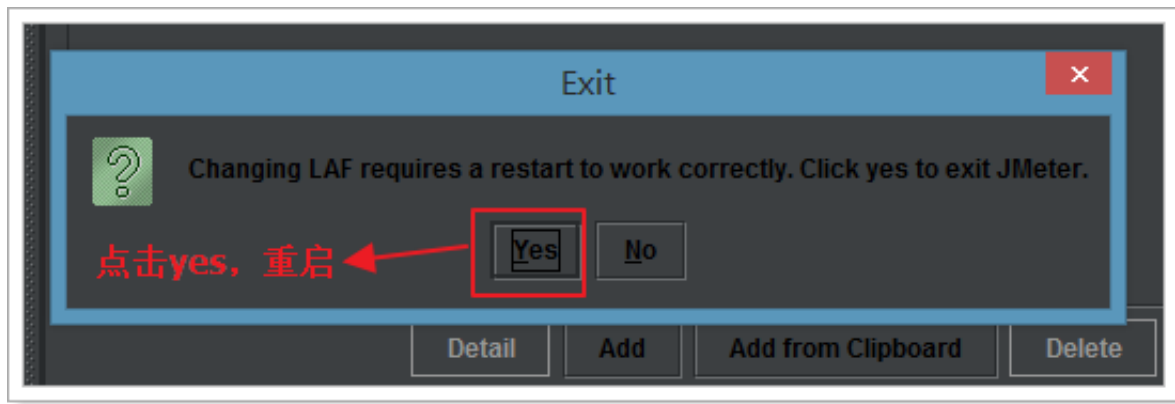 Exit
Changing LAF requires a restart to work correctly. Click yes to exit JMeter.
Yes No
点击yes，重启
Detail Add Add from Clipboard Delete